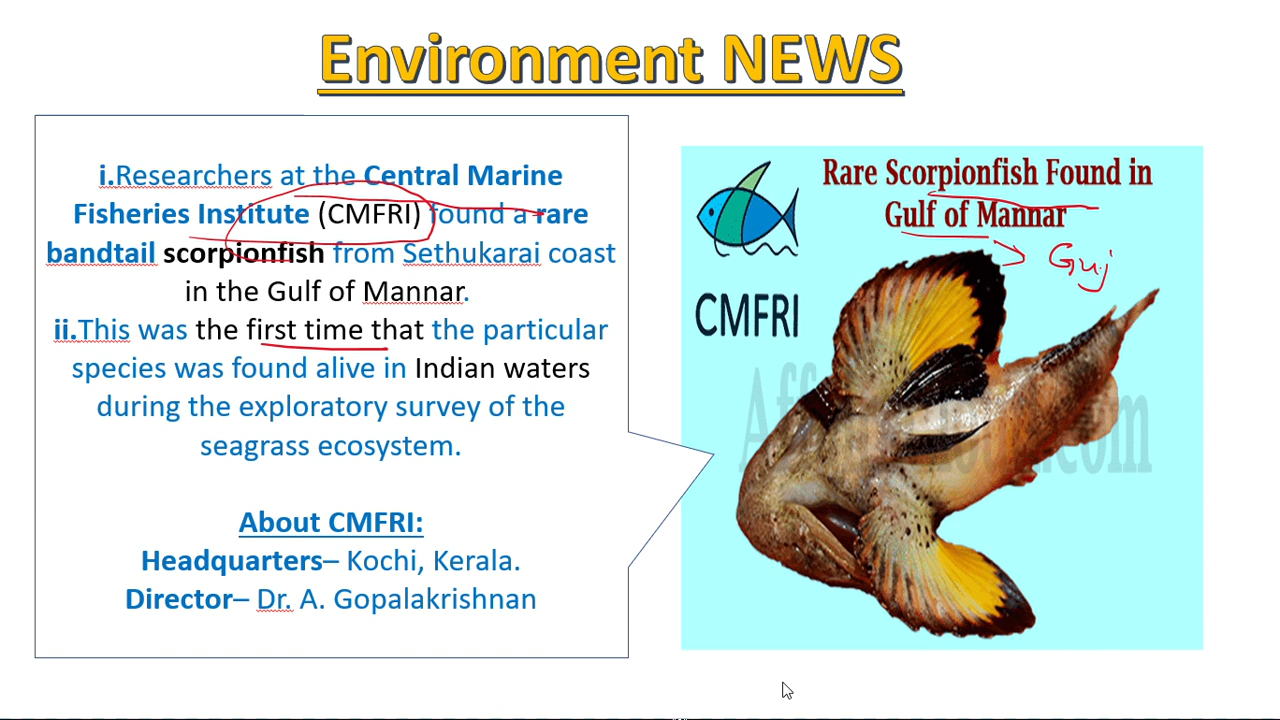 Environment NEWS
i.Researchers at the Central Marine
Fisheries Institute (CMFRI) found a rare
bandtail scorpionfish from Sethukarai coast
in the Gulf of Mannar.
ii.This was the first time that the particular
species was found alive in Indian waters
during the exploratory survey of the
seagrass ecosystem.
About CMFRI:
Headquarters– Kochi, Kerala.
Director– Dr. A. Gopalakrishnan
Rare Scorpionfish Found in
Gulf of Mannar
Guj
CMFRI